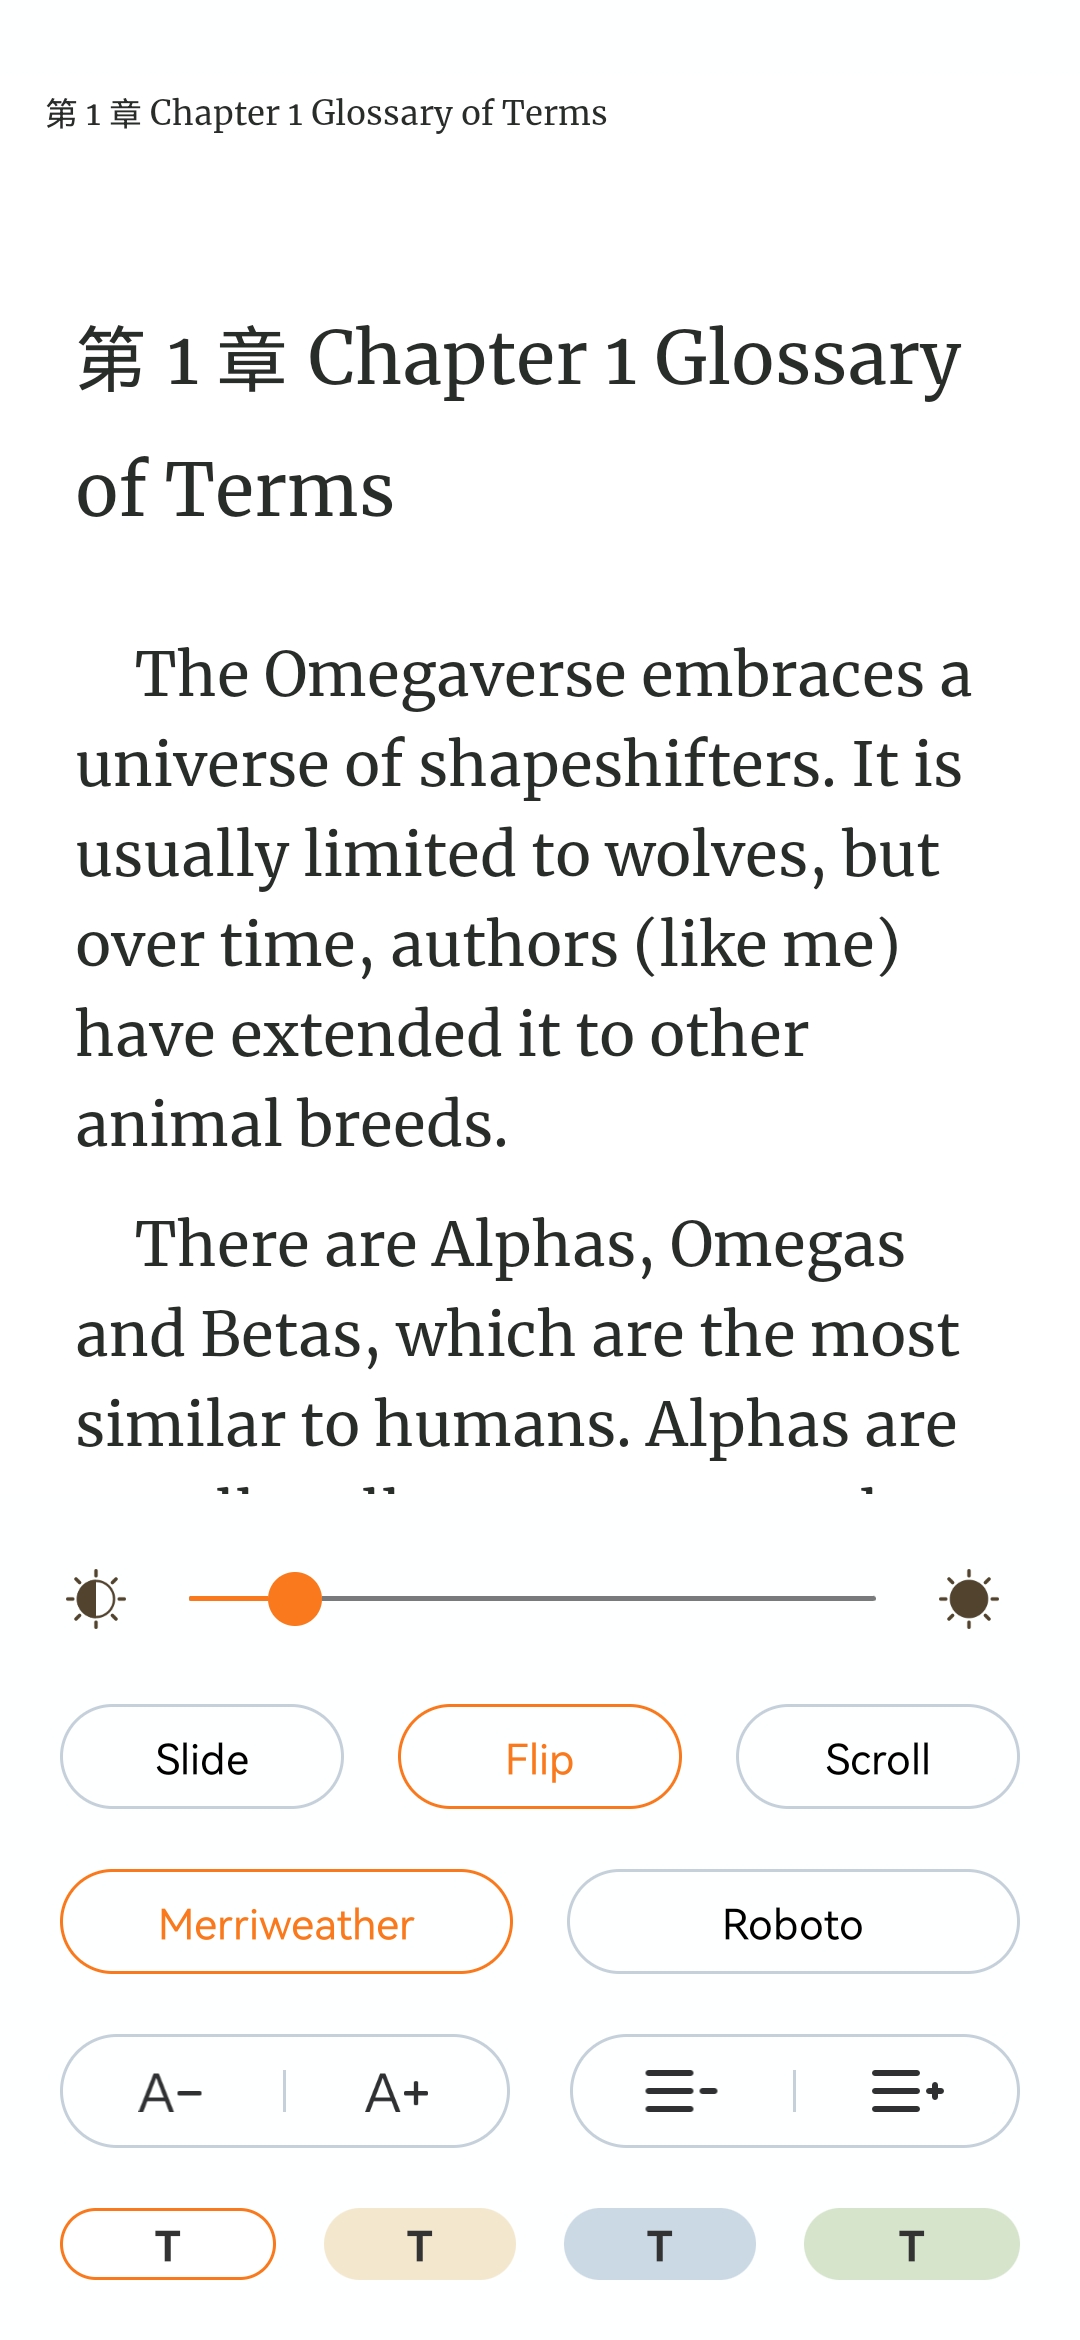 第 1 章 Chapter 1 Glossary of Terms
第 1 章 Chapter 1 Glossary
of Terms
The Omegaverse embraces a
universe of shapeshifters. It is
usually limited to wolves, but
over time, authors (like me)
have extended it to other
animal breeds.
There are Alphas, Omegas
and Betas, which are the most
similar to humans. Alphas are
Slide
Flip
Scroll
Merriweather
Roboto
A−
A+
T
T
T
T